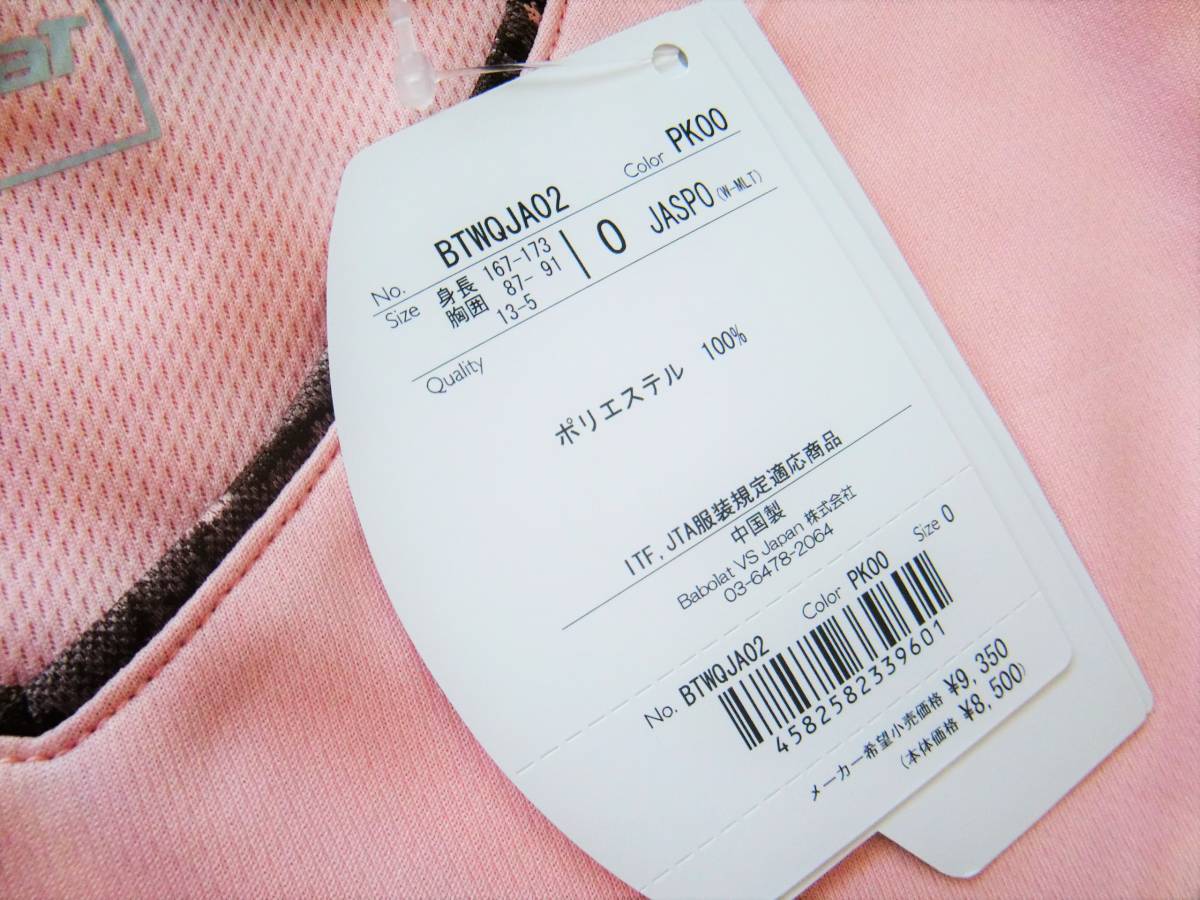 at
No. BTWQJA02 Color PK00
Size 身長 167-173 O JASPO (W-MLT)
胸囲 87- 91
13-5
Quality
ポリエステル 100%
ITF.JTA服装規定適応商品
中国製
Babolat VS Japan 株式会社
03-6478-2064
No. BTWQJA02 Color PK00 Size O
4582582339601
メーカー希望小売価格 ¥9,350
(本体価格 ¥8,500)